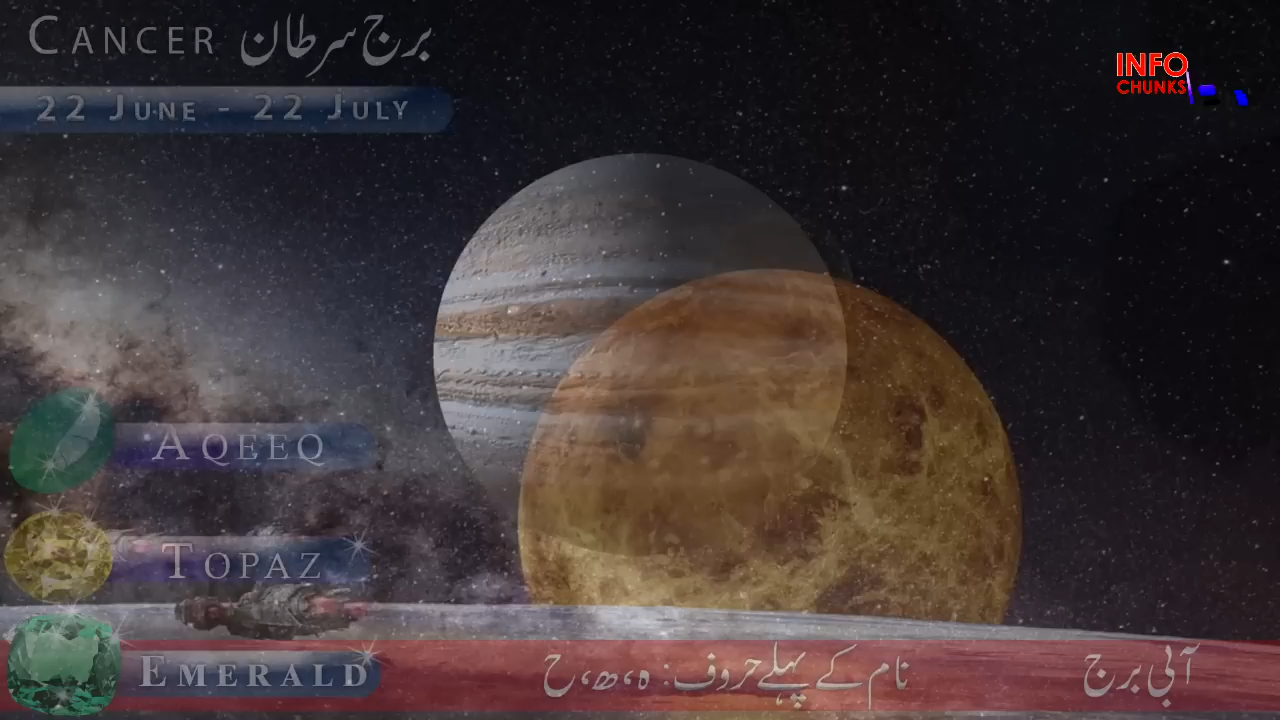 CANCER برج سرطان
22 JUNE - 22 JULY
INFO
CHUNKS
AQEEQ
TOPAZ
EMERALD
آبی برج
نام کے پہلے حروف: ہ، ھ، ح